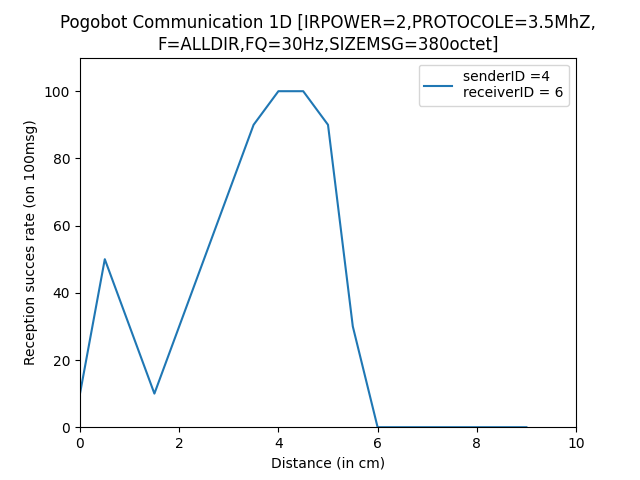 Pogobot Communication 1D [IRPOWER=2,PROTOCOLE=3.5MhZ,
F=ALLDIR,FQ=30Hz,SIZEMSG=380octet]
senderID =4
receiverID = 6
Reception succes rate (on 100msg)
100
80
60
40
20
0
0 2 4 6 8 10
Distance (in cm)